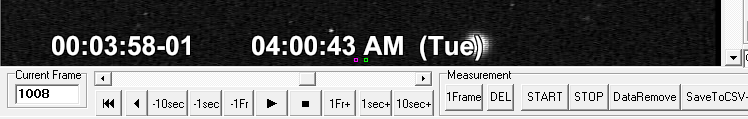 00:03:58-01 04:00:43 AM (Tue)
Current Frame Measurement
1008
-10sec -1sec -1Fr 1Fr+ 1sec+ 10sec+ 1Frame DEL START STOP DataRemove SaveToCSV-